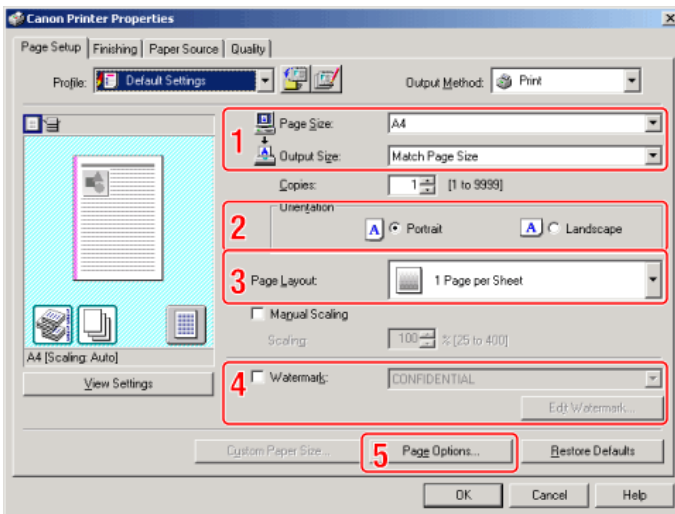 Canon Printer Properties
Page Setup Finishing Paper Source Quality
Profile: Default Settings Output Method: Print
1 Page Size: A4
Output Size: Match Page Size
Copies: 1 [1 to 9999]
Orientation
2 A Portrait A Landscape
3 Page Layout: 1 Page per Sheet
Manual Scaling
Scaling: 100 % [25 to 400]
A4 [Scaling: Auto]
View Settings
4 Watermark: CONFIDENTIAL
Edit Watermark...
Custom Paper Size... 5 Page Options... Restore Defaults
OK Cancel Help